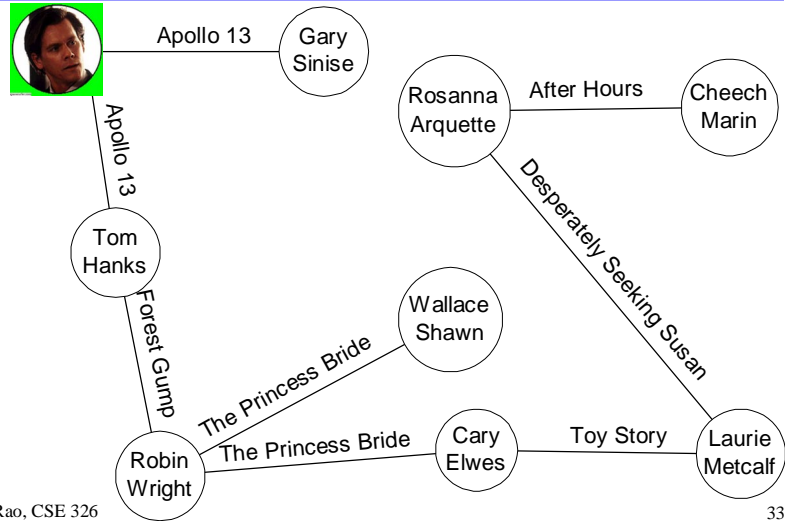 Apollo 13
Gary
Sinise
Rosanna
Arquette
After Hours
Cheech
Marin
Apollo 13
Desperately Seeking Susan
Tom
Hanks
Forest Gump
Wallace
Shawn
The Princess Bride
The Princess Bride
Robin
Wright
Cary
Elwes
Toy Story
Laurie
Metcalf
Rao, CSE 326
33